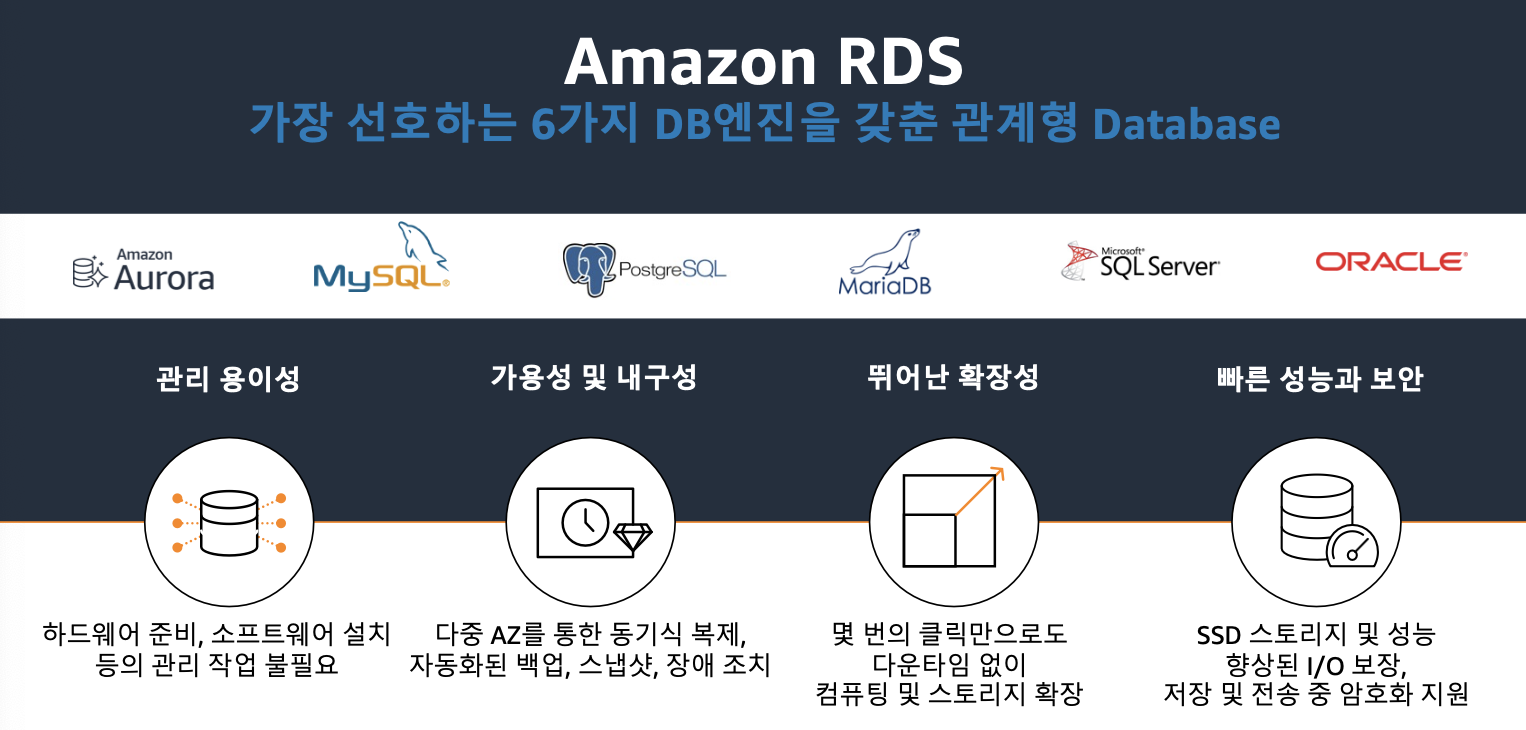 Amazon RDS
가장 선호하는 6가지 DB엔진을 갖춘 관계형 Database
Amazon
Aurora
MySQL®
PostgreSQL
MariaDB
Microsoft®
SQL Server®
ORACLE®
관리 용이성
가용성 및 내구성
뛰어난 확장성
빠른 성능과 보안
하드웨어 준비, 소프트웨어 설치
등의 관리 작업 불필요
다중 AZ를 통한 동기식 복제,
자동화된 백업, 스냅샷, 장애 조치
몇 번의 클릭만으로도
다운타임 없이
컴퓨팅 및 스토리지 확장
SSD 스토리지 및 성능
향상된 I/O 보장,
저장 및 전송 중 암호화 지원